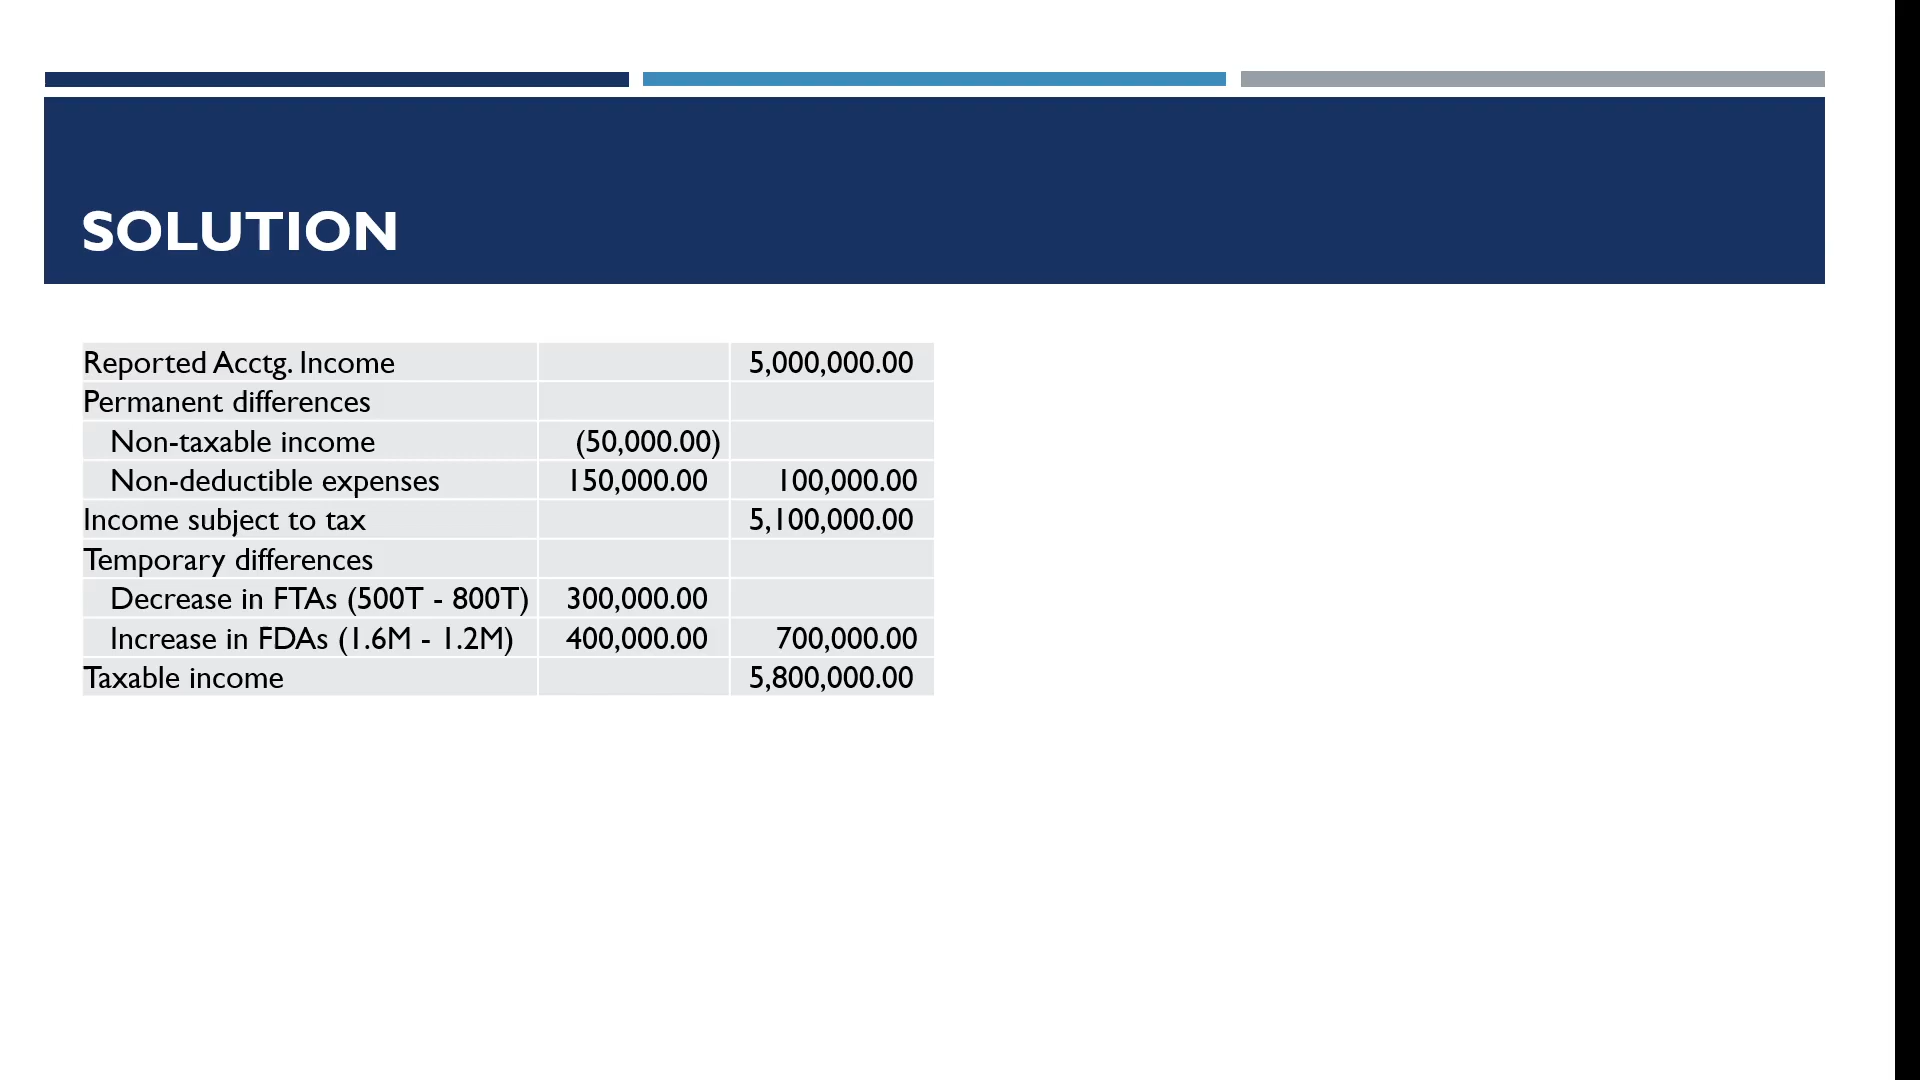 SOLUTION
Reported Acctg. Income 5,000,000.00
Permanent differences
Non-taxable income (50,000.00)
Non-deductible expenses 150,000.00 100,000.00
Income subject to tax 5,100,000.00
Temporary differences
Decrease in FTAs (500T - 800T) 300,000.00
Increase in FDAs (1.6M - 1.2M) 400,000.00 700,000.00
Taxable income 5,800,000.00